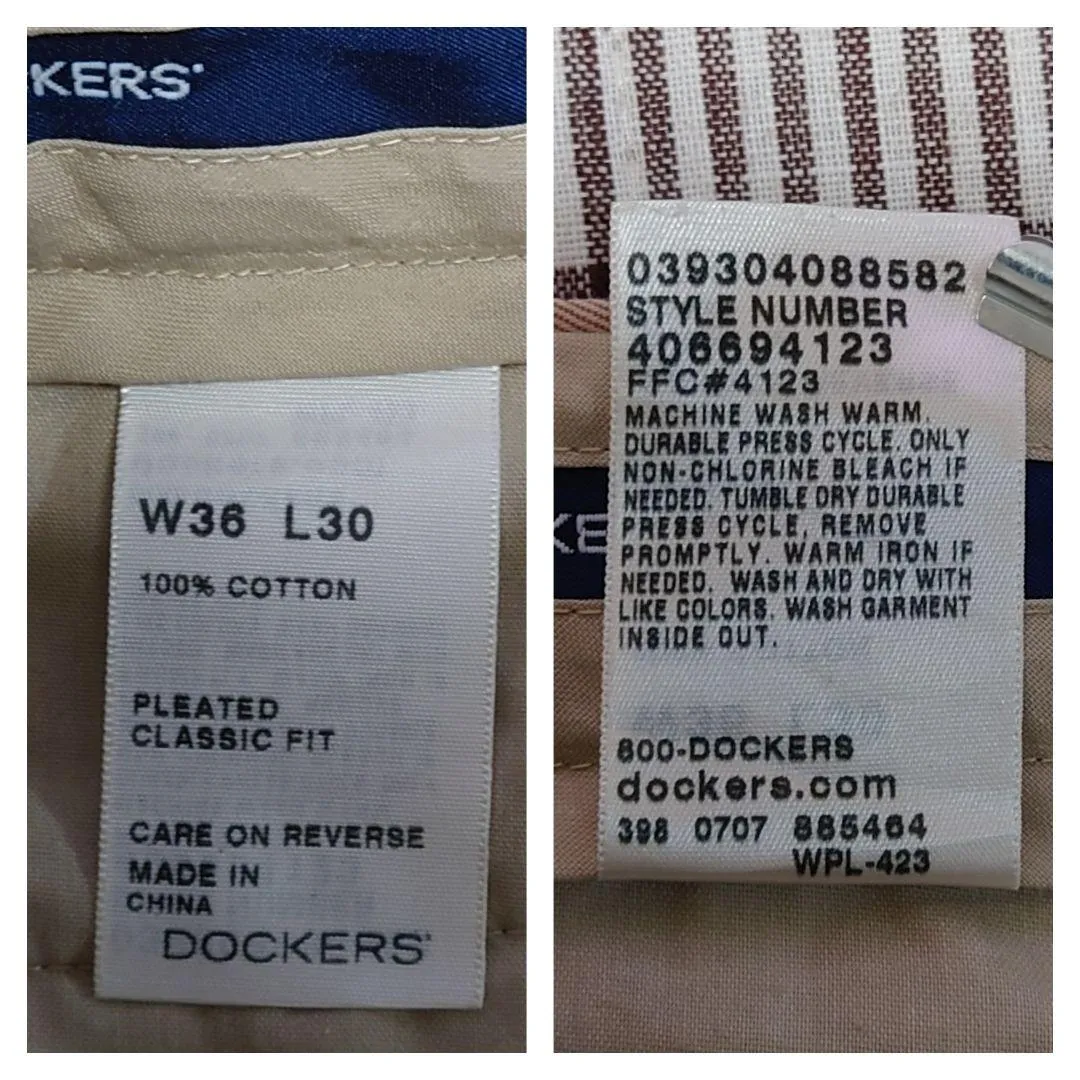 KERS
W36 L30
100% COTTON
PLEATED
CLASSIC FIT
CARE ON REVERSE
MADE IN
CHINA
DOCKERS
039304088582
STYLE NUMBER
406694123
FFC#4123
MACHINE WASH WARM.
DURABLE PRESS CYCLE. ONLY
NON-CHLORINE BLEACH IF
NEEDED. TUMBLE DRY DURABLE
PRESS CYCLE, REMOVE
PROMPTLY. WARM IRON IF
NEEDED. WASH AND DRY WITH
LIKE COLORS. WASH GARMENT
INSIDE OUT.
KE
800-DOCKERS
dockers.com
398 0707 885464
WPL-423